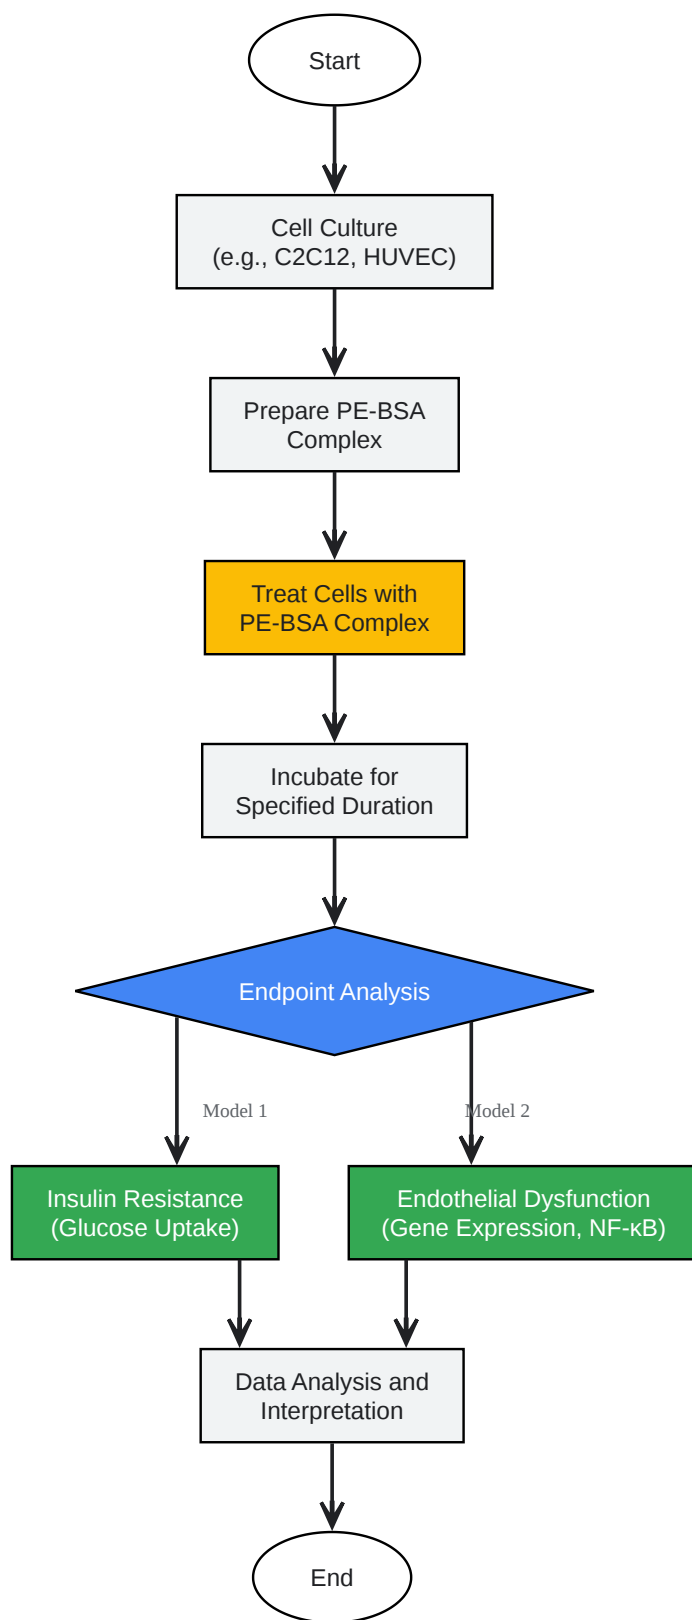 Start
Cell Culture
(e.g., C2C12, HUVEC)
Prepare PE-BSA
Complex
Treat Cells with
PE-BSA Complex
Incubate for
Specified Duration
Endpoint Analysis
Model 1
Model 2
Insulin Resistance
(Glucose Uptake)
Endothelial Dysfunction
(Gene Expression, NF-κB)
Data Analysis and
Interpretation
End